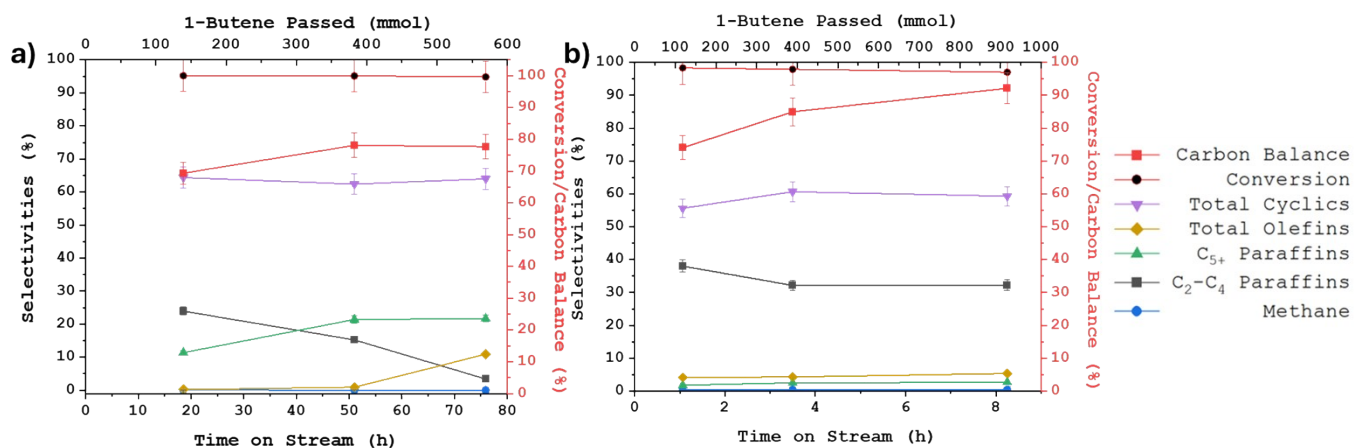 a)
1-Butene Passed (mmol)
0 100 200 300 400 500 600
100
90
80
70
60
50
40
30
20
10
0
Selectivities (%)
100
90
80
70
60
50
40
30
20
10
0
Conversion/Carbon Balance (%)
0 10 20 30 40 50 60 70 80
Time on Stream (h)
b)
1-Butene Passed (mmol)
0 100 200 300 400 500 600 700 800 900 1000
100
90
80
70
60
50
40
30
20
10
0
Selectivities (%)
100
90
80
70
60
50
40
30
20
10
0
Conversion/Carbon Balance (%)
0 2 4 6 8
Time on Stream (h)
Carbon Balance
Conversion
Total Cyclics
Total Olefins
C₅₊ Paraffins
C₂-C₄ Paraffins
Methane